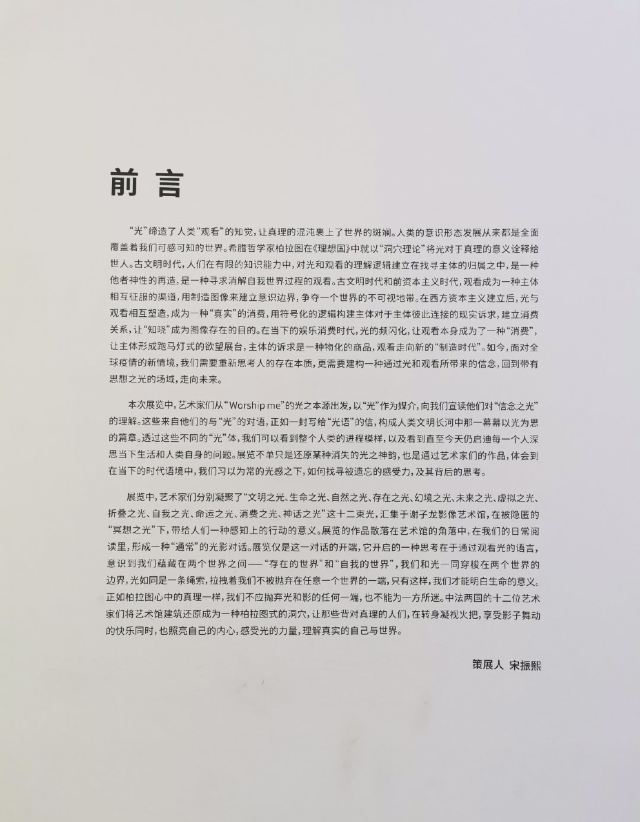 前言
“光”缔造了人类“观看”的知觉,让真理的混沌裹上了世界的斑斓。人类的意识形态发展从来都是全面
覆盖着我们可感可知的世界。希腊哲学家柏拉图在《理想国》中就以“洞穴理论”将光对于真理的意义诠释给
世人。古文明时代,人们在有限的知识能力中,对光和观看的理解逻辑建立在找寻主体的归属之中,是一种
他者神性的再造,是一种寻求消解自我世界过程的观看。古文明时代和前资本主义时代,观看成为一种主体
相互征服的渠道,用制造图像来建立意识边界,争夺一个世界的不可视地带。在西方资本主义建立后,光与
观看相互塑造,成为一种“真实”的消费,用符号化的逻辑构建主体对于主体彼此连接的现实诉求,建立消费
关系,让“知晓”成为图像存在的目的。在当下的娱乐消费时代,光的频闪化,让观看本身成为了一种“消费”,
让主体形成跑马灯式的欲望展台,主体的诉求是一种物化的商品,观看走向新的“制造时代”。如今,面对全
球疫情的新情境,我们需要重新思考人的存在本质,更需要建构一种通过光和观看所带来的信念,回到带有
思想之光的场域,走向未来。
本次展览中,艺术家们从“Worship me”的光之本源出发,以“光”作为媒介,向我们宣读他们对“信念之光”
的理解。这些来自他们的与“光”的对语,正如一封写给“光语”的信,构成人类文明长河中那一幕幕以光为思
的篇章。透过这些不同的“光”体,我们可以看到整个人类的进程模样,以及看到直至今天仍启迪每一个人深
思当下生活和人类自身的问题。展览不单只是还原某种消失的光之神韵,也是通过艺术家们的作品,体会到
在当下的时代语境中,我们习以为常的光感之下,如何找寻被遗忘的感受力,及其背后的思考。
展览中,艺术家们分别凝聚了“文明之光、生命之光、自然之光、存在之光、幻境之光、未来之光、虚拟之光、
折叠之光、自我之光、命运之光、消费之光、神话之光”这十二束光,汇集于谢子龙影像艺术馆,在被隐匿的
“冥想之光”下,带给人们一种感知上的行动的意义。展览的作品散落在艺术馆的角落中,在我们的日常阅
读里,形成一种“通常”的光影对话。展览仅是这一对话的开端,它开启的一种思考在于通过观看光的语言,
意识到我们蕴藏在两个世界之间——“存在的世界”和“自我的世界”,我们和光一同穿梭在两个世界的
边界,光如同是一条绳索,拉拽着我们不被抛弃在任意一个世界的一端,只有这样,我们才能明白生命的意义。
正如柏拉图心中的真理一样,我们不应抛弃光和影的任何一端,也不能为一方所迷。中法两国的十二位艺术
家们将艺术馆建筑还原成为一种柏拉图式的洞穴,让那些背对真理的人们,在转身凝视火把,享受影子舞动
的快乐同时,也照亮自己的内心,感受光的力量,理解真实的自己与世界。
策展人 宋振熙